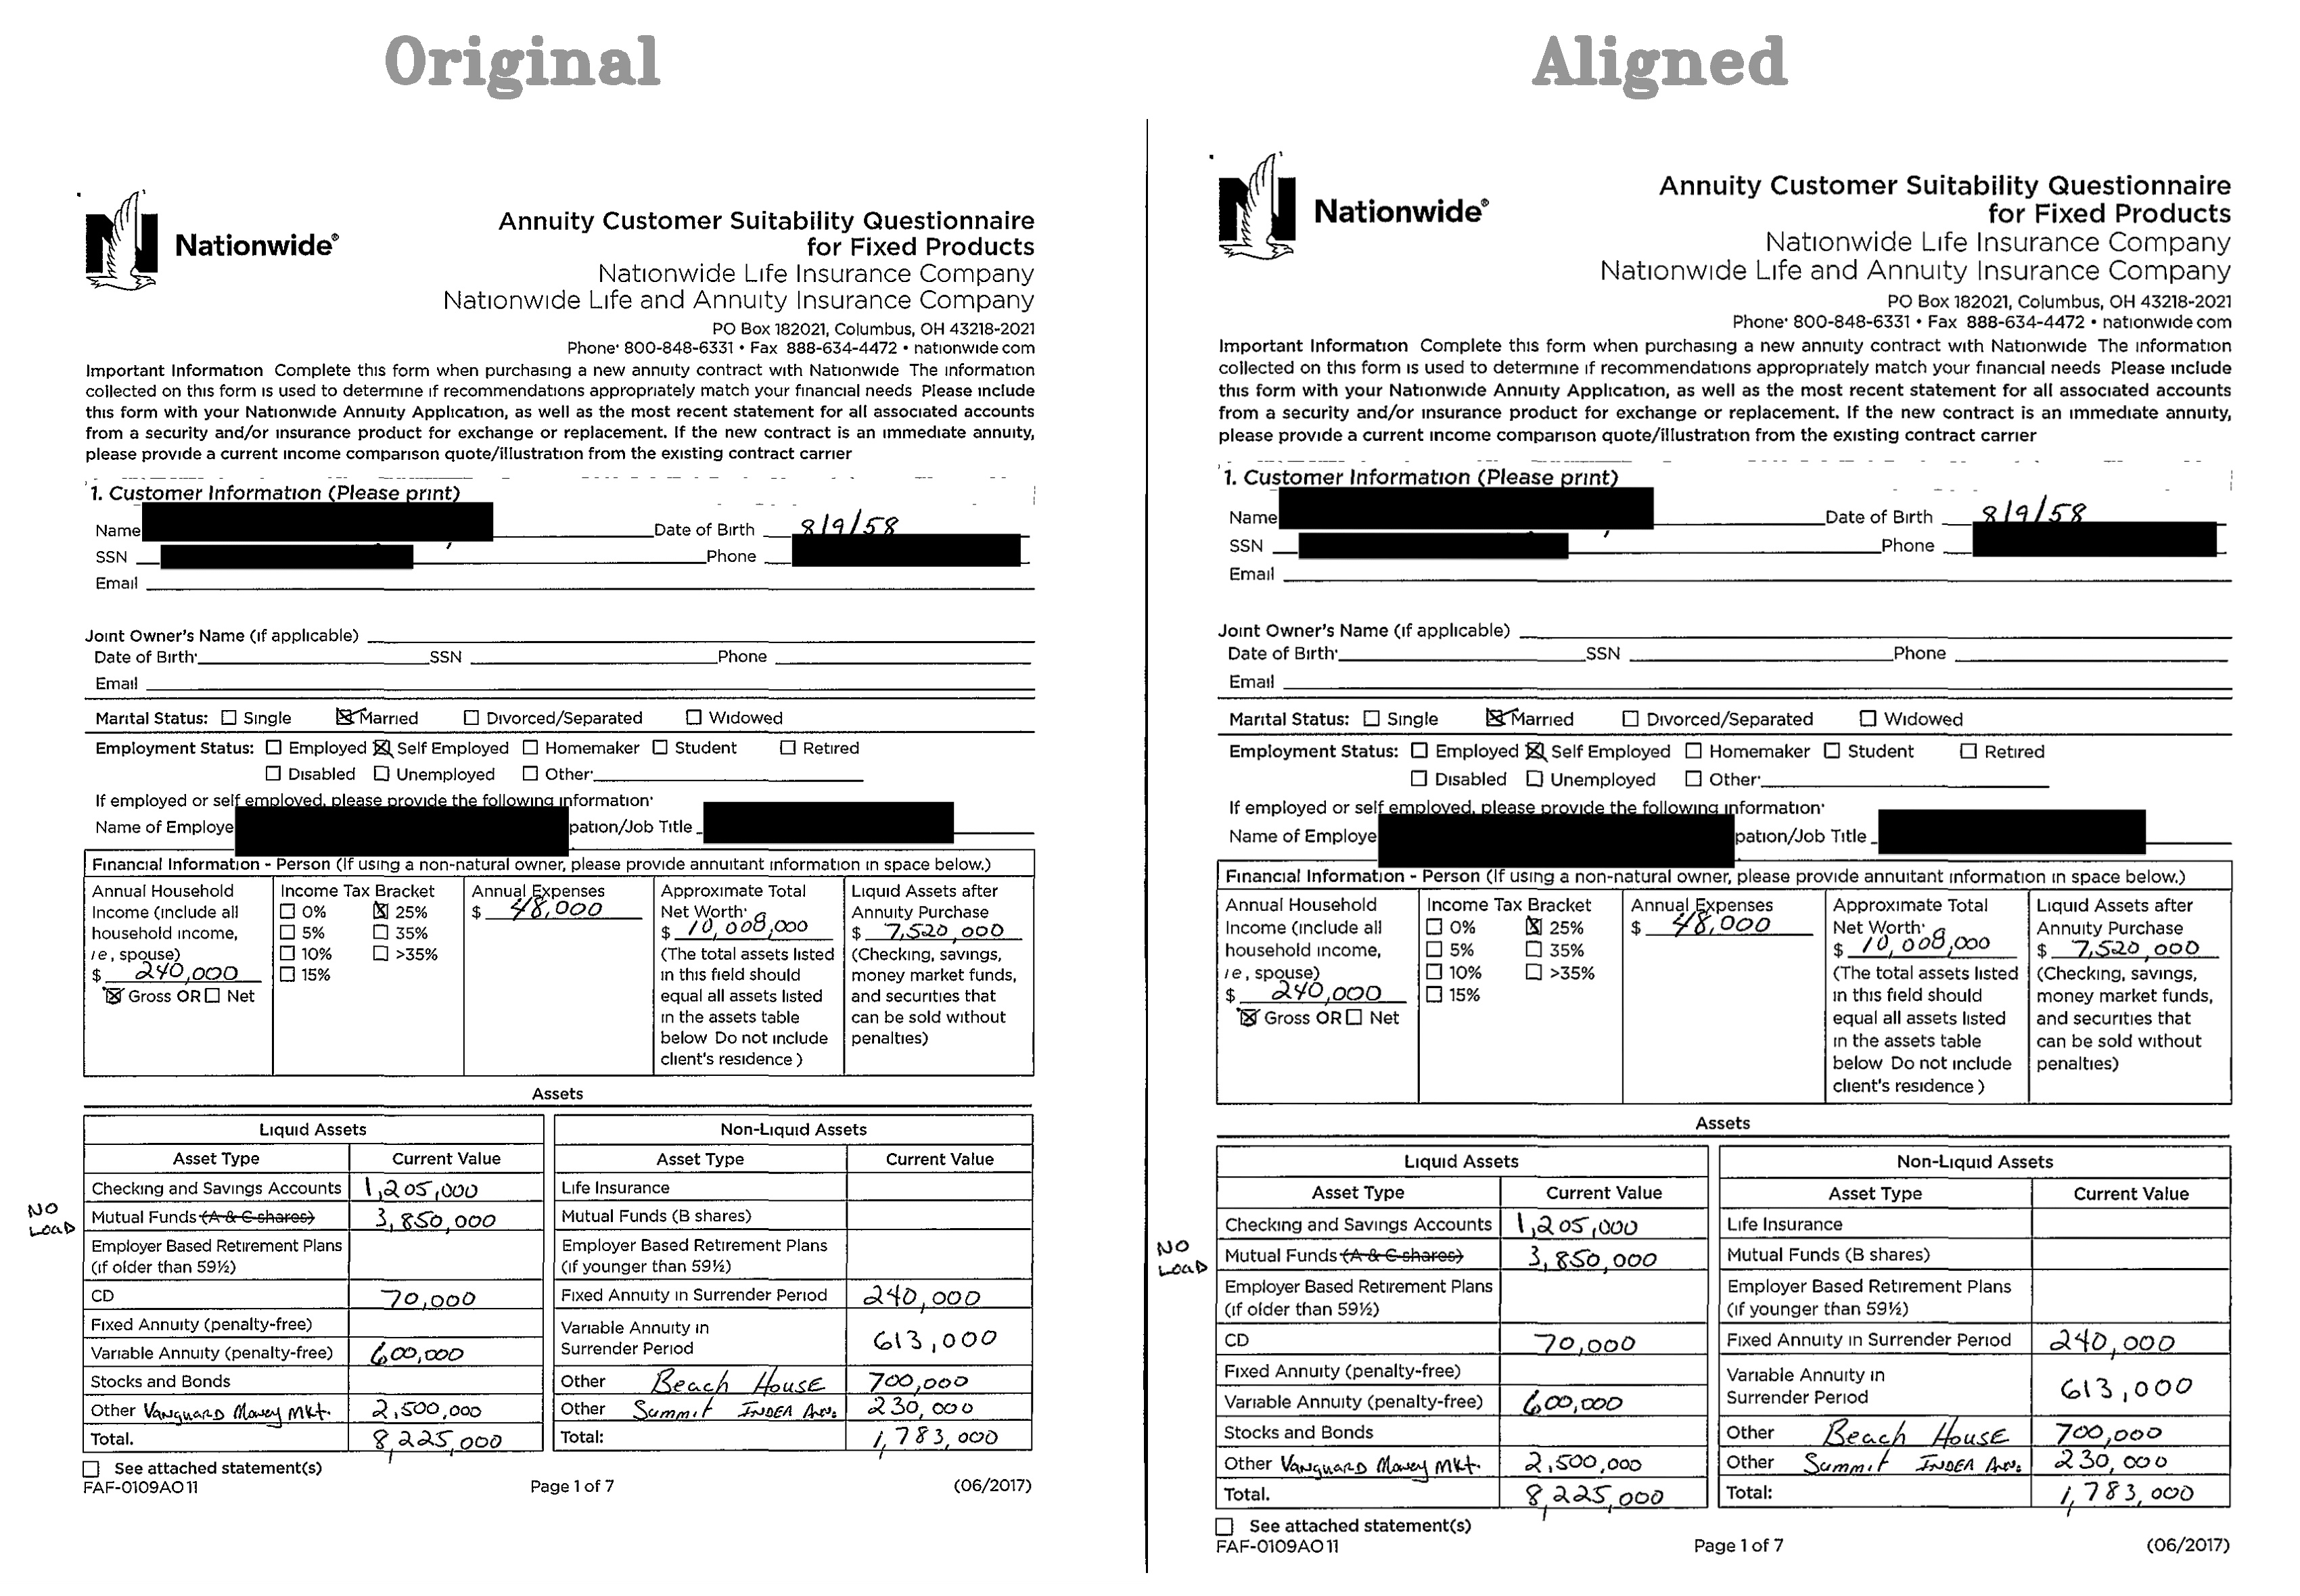 Original
Nationwide®
Annuity Customer Suitability Questionnaire
for Fixed Products
Nationwide Life Insurance Company
Nationwide Life and Annuity Insurance Company
PO Box 182021, Columbus, OH 43218-2021
Phone: 800-848-6331 • Fax 888-634-4472 • nationwide com
Important Information Complete this form when purchasing a new annuity contract with Nationwide The information
collected on this form is used to determine if recommendations appropriately match your financial needs Please include
this form with your Nationwide Annuity Application, as well as the most recent statement for all associated accounts
from a security and/or insurance product for exchange or replacement. If the new contract is an immediate annuity,
please provide a current income comparison quote/illustration from the existing contract carrier
1. Customer Information (Please print)
Name Date of Birth 8/9/58
SSN Phone
Email
Joint Owner's Name (if applicable)
Date of Birth: SSN Phone
Email
Marital Status: Single Married Divorced/Separated Widowed
Employment Status: Employed Self Employed Homemaker Student Retired
Disabled Unemployed Other:
If employed or self employed, please provide the following information:
Name of Employe pation/Job Title
Financial Information - Person (If using a non-natural owner, please provide annuitant information in space below.)
Annual Household
Income (include all
household income,
ie, spouse)
$ 240,000
Gross OR Net
Income Tax Bracket
0% 25%
5% 35%
10% >35%
15%
Annual Expenses
$ 48,000
Approximate Total
Net Worth:
$ 10,008,000
(The total assets listed
in this field should
equal all assets listed
in the assets table
below Do not include
client's residence )
Liquid Assets after
Annuity Purchase
$ 7,520,000
(Checking, savings,
money market funds,
and securities that
can be sold without
penalties)
Assets
Liquid Assets
Asset Type Current Value
Checking and Savings Accounts 1,205,000
NO
LOAD
Mutual Funds (A & C shares) 3,850,000
Employer Based Retirement Plans
(if older than 59½)
CD 70,000
Fixed Annuity (penalty-free)
Variable Annuity (penalty-free) 600,000
Stocks and Bonds
Other Vanguard Money Mkt. 2,500,000
Total. 8,225,000
Non-Liquid Assets
Asset Type Current Value
Life Insurance
Mutual Funds (B shares)
Employer Based Retirement Plans
(if younger than 59½)
Fixed Annuity in Surrender Period 240,000
Variable Annuity in
Surrender Period 613,000
Other Beach House 700,000
Other Summit INDEX Ann. 230,000
Total: 1,783,000
See attached statement(s)
FAF-0109AO 11 Page 1 of 7 (06/2017)
Aligned
Nationwide®
Annuity Customer Suitability Questionnaire
for Fixed Products
Nationwide Life Insurance Company
Nationwide Life and Annuity Insurance Company
PO Box 182021, Columbus, OH 43218-2021
Phone: 800-848-6331 • Fax 888-634-4472 • nationwide com
Important Information Complete this form when purchasing a new annuity contract with Nationwide The information
collected on this form is used to determine if recommendations appropriately match your financial needs Please include
this form with your Nationwide Annuity Application, as well as the most recent statement for all associated accounts
from a security and/or insurance product for exchange or replacement. If the new contract is an immediate annuity,
please provide a current income comparison quote/illustration from the existing contract carrier
1. Customer Information (Please print)
Name Date of Birth 8/9/58
SSN Phone
Email
Joint Owner's Name (if applicable)
Date of Birth: SSN Phone
Email
Marital Status: Single Married Divorced/Separated Widowed
Employment Status: Employed Self Employed Homemaker Student Retired
Disabled Unemployed Other:
If employed or self employed, please provide the following information:
Name of Employe pation/Job Title
Financial Information - Person (If using a non-natural owner, please provide annuitant information in space below.)
Annual Household
Income (include all
household income,
ie, spouse)
$ 240,000
Gross OR Net
Income Tax Bracket
0% 25%
5% 35%
10% >35%
15%
Annual Expenses
$ 48,000
Approximate Total
Net Worth:
$ 10,008,000
(The total assets listed
in this field should
equal all assets listed
in the assets table
below Do not include
client's residence )
Liquid Assets after
Annuity Purchase
$ 7,520,000
(Checking, savings,
money market funds,
and securities that
can be sold without
penalties)
Assets
Liquid Assets
Asset Type Current Value
Checking and Savings Accounts 1,205,000
NO
LOAD
Mutual Funds (A & C shares) 3,850,000
Employer Based Retirement Plans
(if older than 59½)
CD 70,000
Fixed Annuity (penalty-free)
Variable Annuity (penalty-free) 600,000
Stocks and Bonds
Other Vanguard Money Mkt. 2,500,000
Total. 8,225,000
Non-Liquid Assets
Asset Type Current Value
Life Insurance
Mutual Funds (B shares)
Employer Based Retirement Plans
(if younger than 59½)
Fixed Annuity in Surrender Period 240,000
Variable Annuity in
Surrender Period 613,000
Other Beach House 700,000
Other Summit INDEX Ann. 230,000
Total: 1,783,000
See attached statement(s)
FAF-0109AO 11 Page 1 of 7 (06/2017)